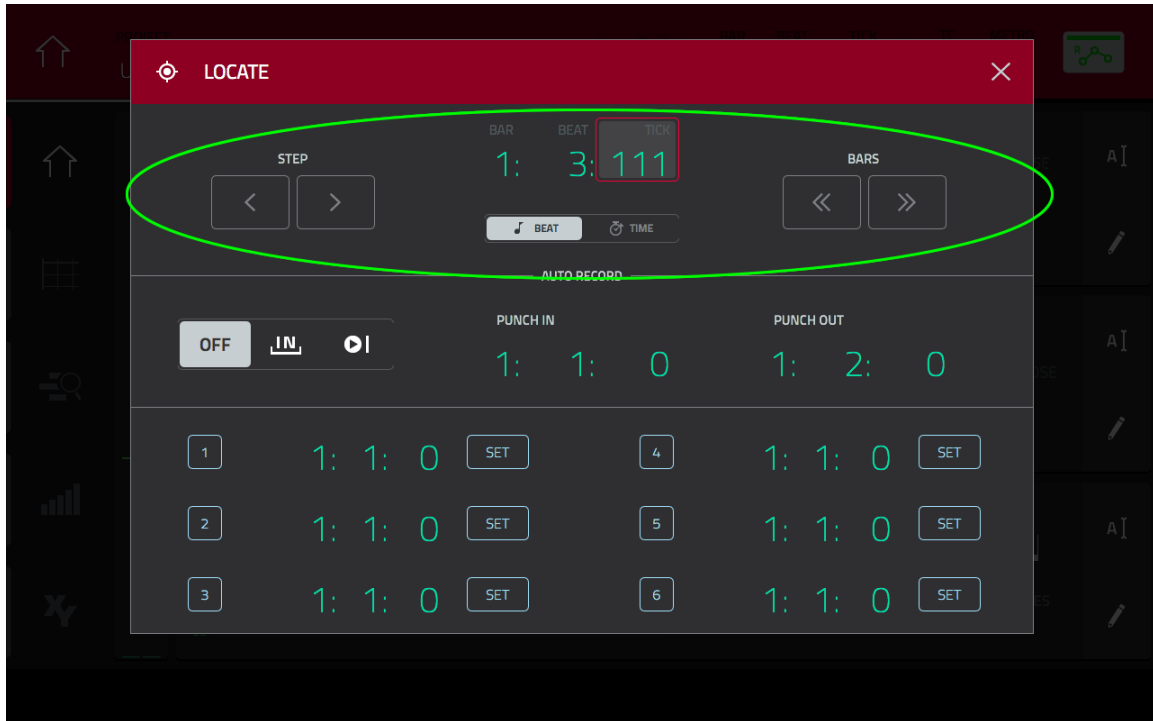 LOCATE
BAR BEAT TICK
1: 3: 111
STEP
BARS
BEAT TIME
AUTO RECORD
OFF IN
PUNCH IN
1: 1: 0
PUNCH OUT
1: 2: 0
1 1: 1: 0 SET
4 1: 1: 0 SET
2 1: 1: 0 SET
5 1: 1: 0 SET
3 1: 1: 0 SET
6 1: 1: 0 SET